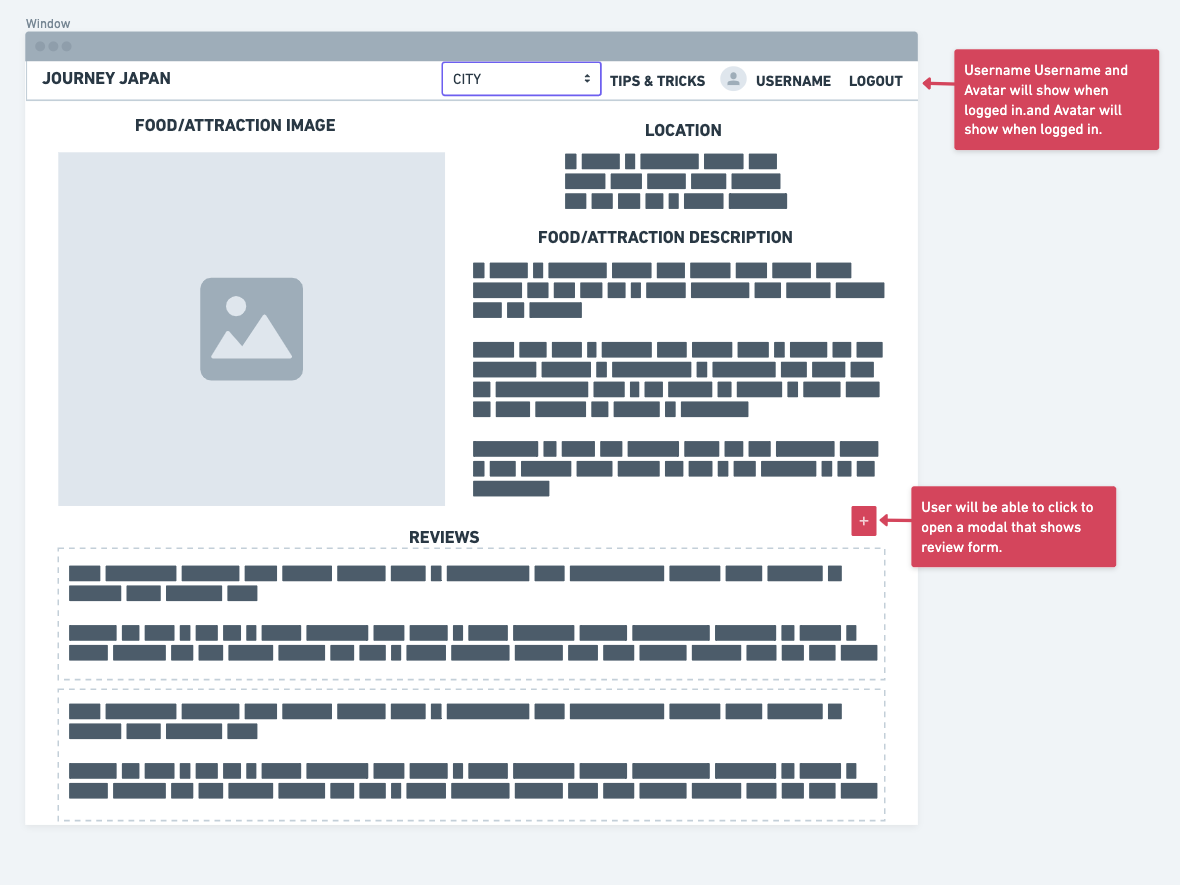 Window
JOURNEY JAPAN
CITY
TIPS & TRICKS
USERNAME
LOGOUT
Username Username and
Avatar will show when
logged in.and Avatar will
show when logged in.
FOOD/ATTRACTION IMAGE
LOCATION
FOOD/ATTRACTION DESCRIPTION
+
User will be able to click to
open a modal that shows
review form.
REVIEWS